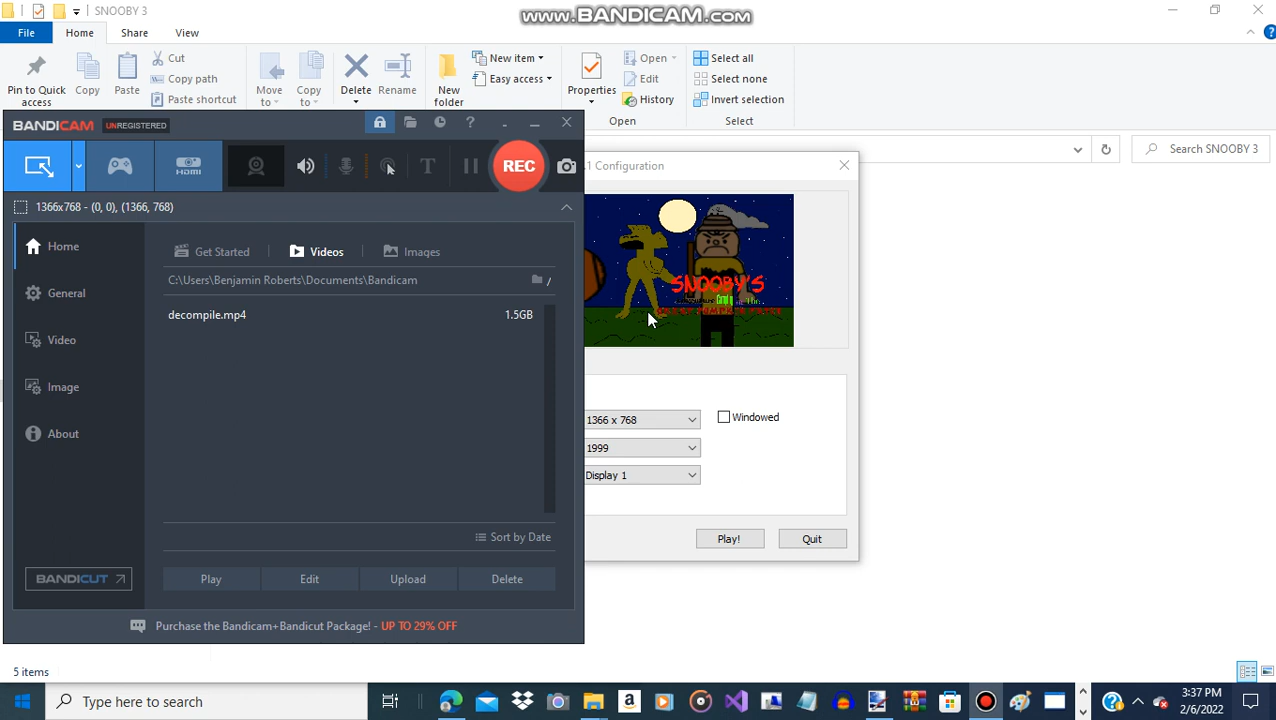 SNOOBY 3
www.BANDICAM.com
File Home Share View
Cut
Copy path
Paste shortcut
Pin to Quick access
Copy
Paste
Move to
Copy to
Delete
Rename
New folder
New item
Easy access
Properties
Open
Edit
History
Open
Select all
Select none
Invert selection
Select
Search SNOOBY 3
BANDICAM UNREGISTERED
REC
1366x768 - (0, 0), (1366, 768)
Home
General
Video
Image
About
BANDICUT
Get Started Videos Images
C:\Users\Benjamin Roberts\Documents\Bandicam
/
decompile.mp4 1.5GB
Sort by Date
Play Edit Upload Delete
Purchase the Bandicam+Bandicut Package! - UP TO 29% OFF
.1 Configuration
SNOOBY'S
1366 x 768
Windowed
1999
Display 1
Play! Quit
5 items
Type here to search
3:37 PM
2/6/2022